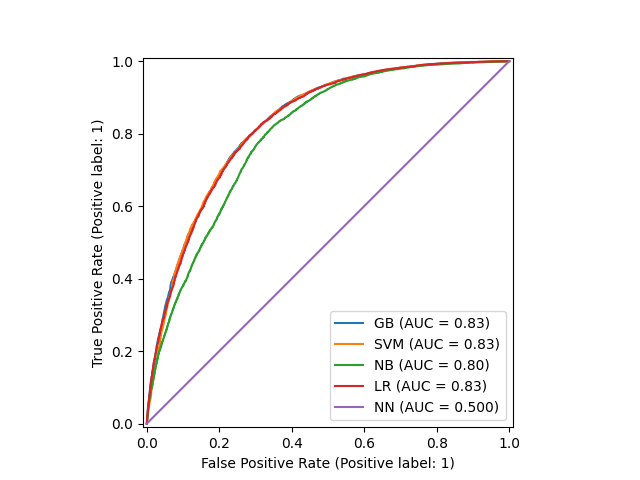 1.0
0.8
0.6
0.4
0.2
0.0
True Positive Rate (Positive label: 1)
GB (AUC = 0.83)
SVM (AUC = 0.83)
NB (AUC = 0.80)
LR (AUC = 0.83)
NN (AUC = 0.500)
0.0 0.2 0.4 0.6 0.8 1.0
False Positive Rate (Positive label: 1)